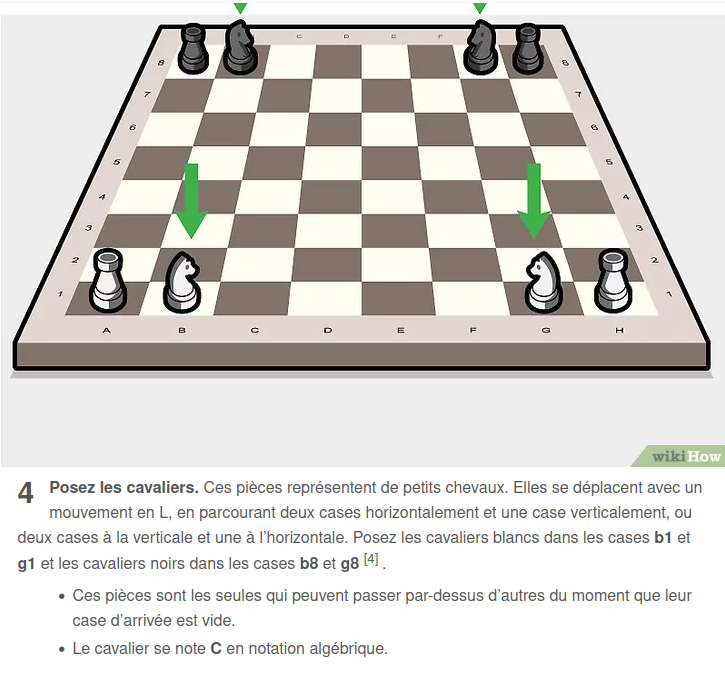 C D E F
8 8
7 7
6 6
5 5
4 4
3 3
2 2
1 1
A B C D E F G H
wikiHow
4 Posez les cavaliers. Ces pièces représentent de petits chevaux. Elles se déplacent avec un
mouvement en L, en parcourant deux cases horizontalement et une case verticalement, ou
deux cases à la verticale et une à l’horizontale. Posez les cavaliers blancs dans les cases b1 et
g1 et les cavaliers noirs dans les cases b8 et g8 [4] .
• Ces pièces sont les seules qui peuvent passer par-dessus d’autres du moment que leur
case d’arrivée est vide.
• Le cavalier se note C en notation algébrique.